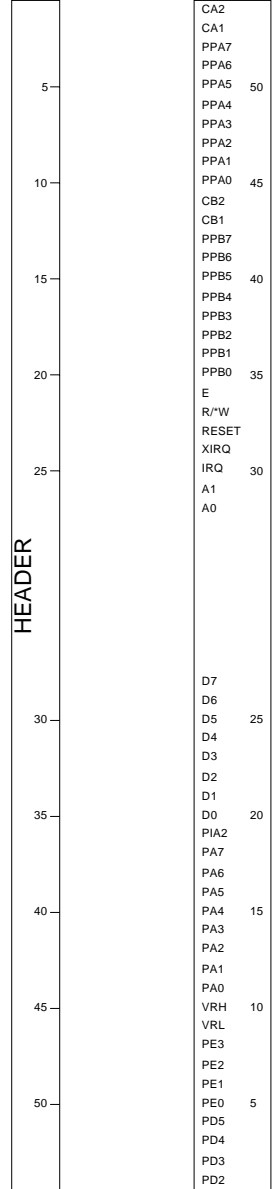 CA2
CA1
PPA7
PPA6
5 PPA5 50
PPA4
PPA3
PPA2
PPA1
10 PPA0 45
CB2
CB1
PPB7
PPB6
15 PPB5 40
PPB4
PPB3
PPB2
PPB1
20 PPB0 35
E
R/*W
RESET
XIRQ
25 IRQ 30
A1
A0
HEADER
D7
D6
30 D5 25
D4
D3
D2
D1
35 D0 20
PIA2
PA7
PA6
PA5
40 PA4 15
PA3
PA2
PA1
PA0
45 VRH 10
VRL
PE3
PE2
PE1
50 PE0 5
PD5
PD4
PD3
PD2